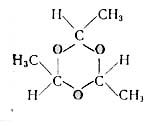 H CH₃
C
O O
H₃C H
C C
H O CH₃